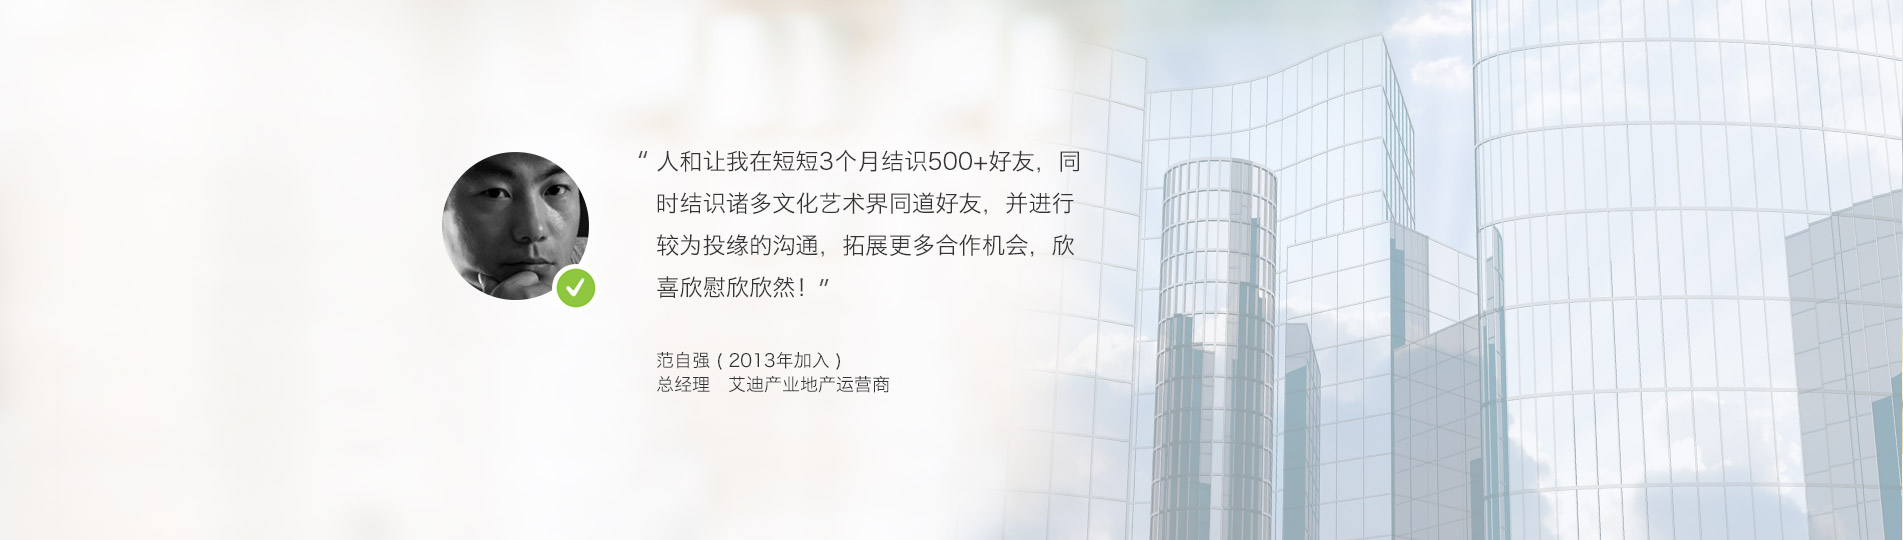 “ 人和让我在短短3个月结识500+好友，同
时结识诸多文化艺术界同道好友，并进行
较为投缘的沟通，拓展更多合作机会，欣
喜欣慰欣欣然！”
范自强 ( 2013年加入 )
总经理　艾迪产业地产运营商